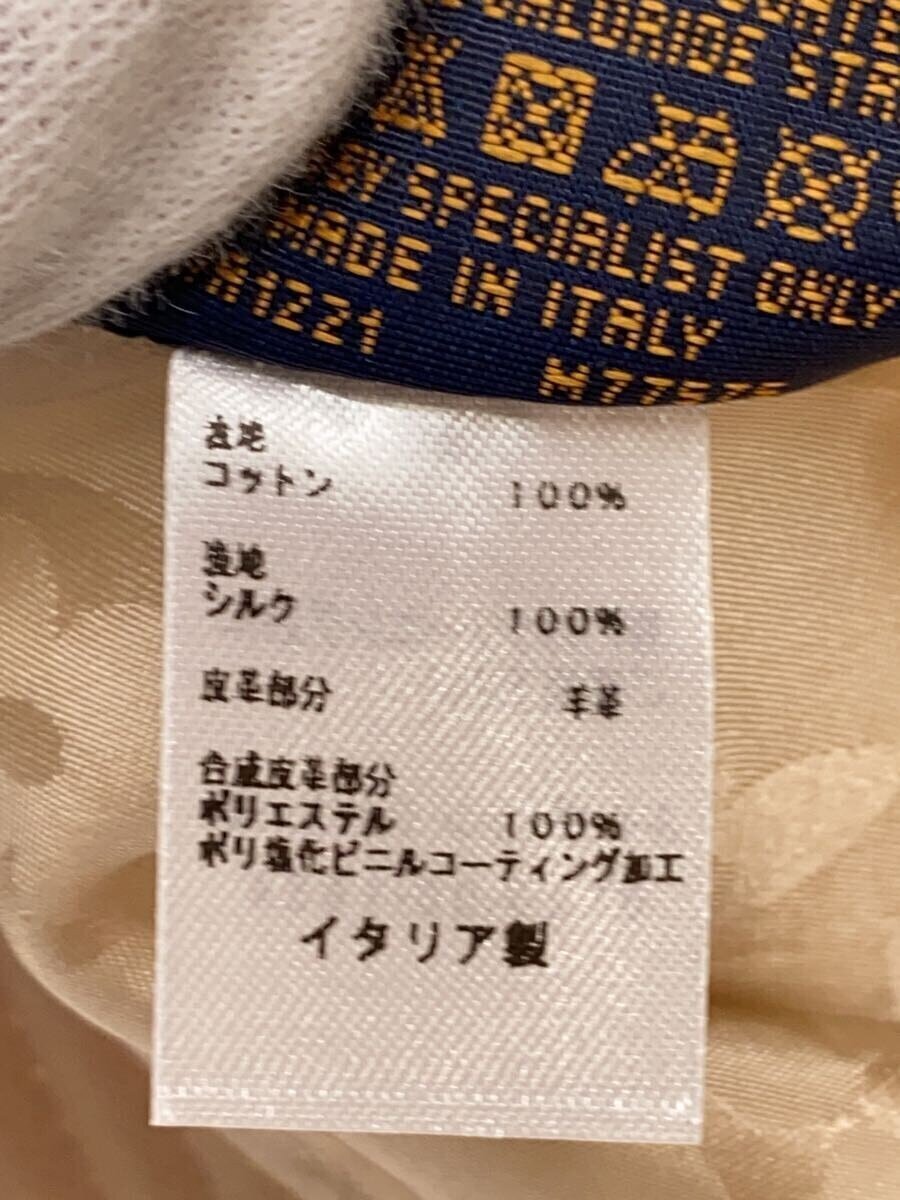 STA
BY SPECIALIST ONLY
MADE IN ITALY
1221
表地
コットン 100%
裏地
シルク 100%
皮革部分 羊革
合成皮革部分
ポリエステル 100%
ポリ塩化ビニルコーティング加工
イタリア製